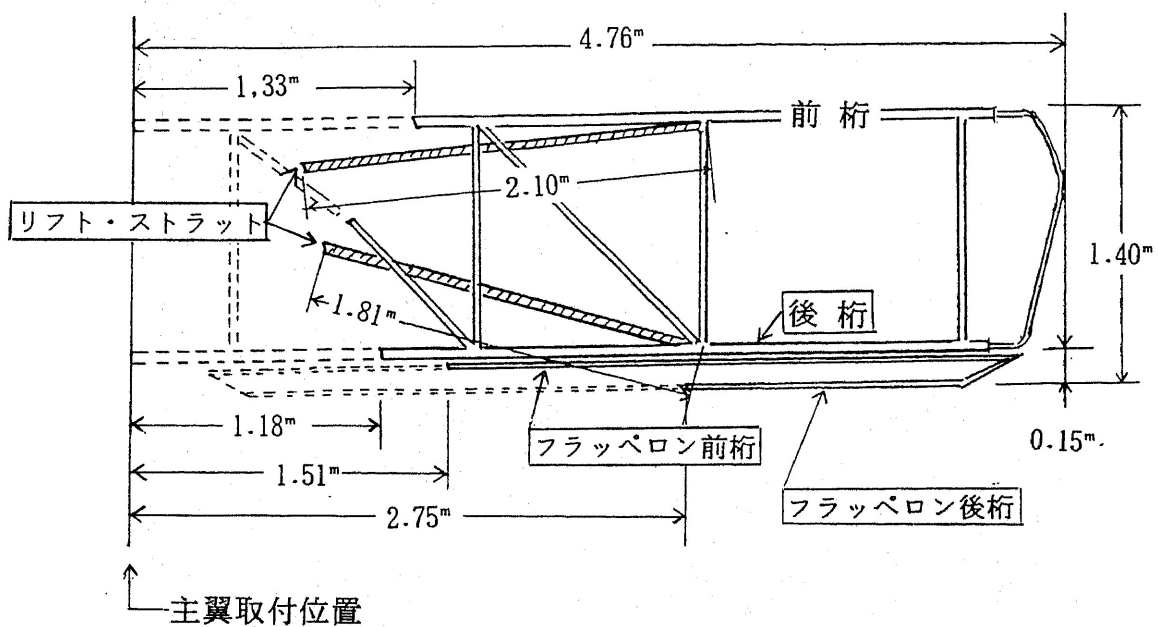 4.76m
1,33m
前桁
2.10m
リフト・ストラット
1.40m
1.81m
後桁
1.18m
フラッペロン前桁
0.15m.
1.51m
フラッペロン後桁
2.75m
主翼取付位置